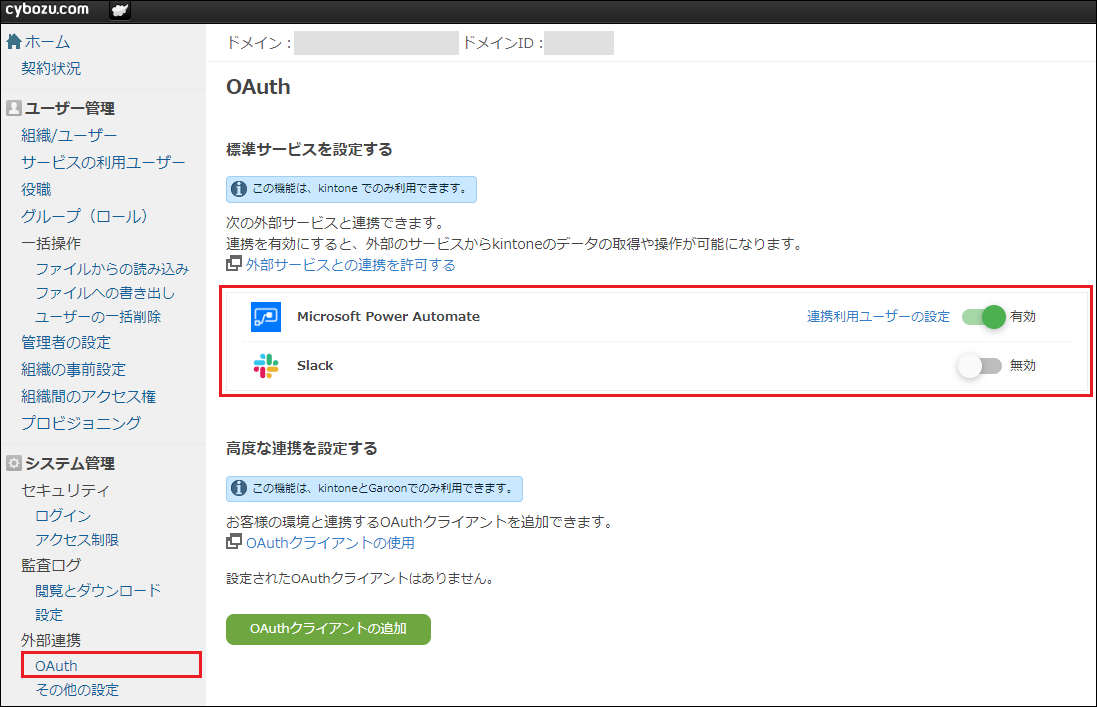 cybozu.com
ホーム
契約状況
ユーザー管理
組織/ユーザー
サービスの利用ユーザー
役職
グループ（ロール）
一括操作
ファイルからの読み込み
ファイルへの書き出し
ユーザーの一括削除
管理者の設定
組織の事前設定
組織間のアクセス権
プロビジョニング
システム管理
セキュリティ
ログイン
アクセス制限
監査ログ
閲覧とダウンロード
設定
外部連携
OAuth
その他の設定
ドメイン： ドメインID：
OAuth
標準サービスを設定する
この機能は、kintone でのみ利用できます。
次の外部サービスと連携できます。
連携を有効にすると、外部のサービスからkintoneのデータの取得や操作が可能になります。
外部サービスとの連携を許可する
Microsoft Power Automate 連携利用ユーザーの設定 有効
Slack 無効
高度な連携を設定する
この機能は、kintoneとGaroonでのみ利用できます。
お客様の環境と連携するOAuthクライアントを追加できます。
OAuthクライアントの使用
設定されたOAuthクライアントはありません。
OAuthクライアントの追加